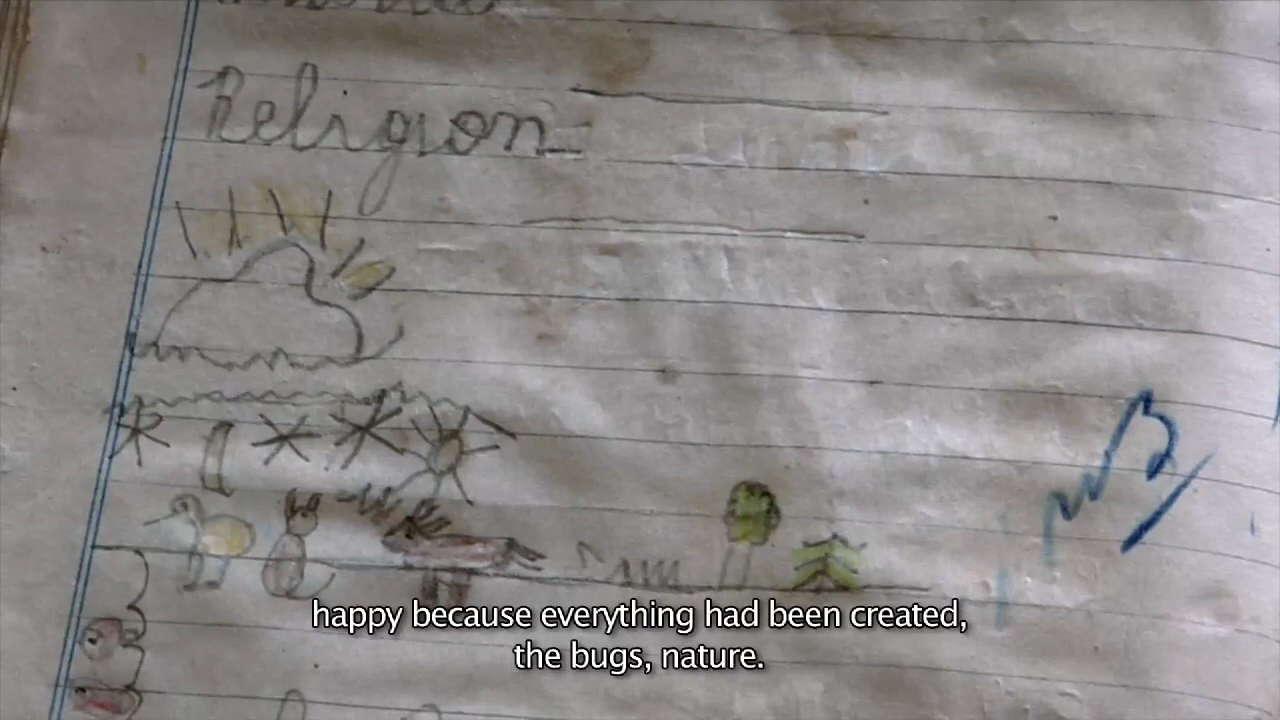 Religion
happy because everything had been created,
the bugs, nature.